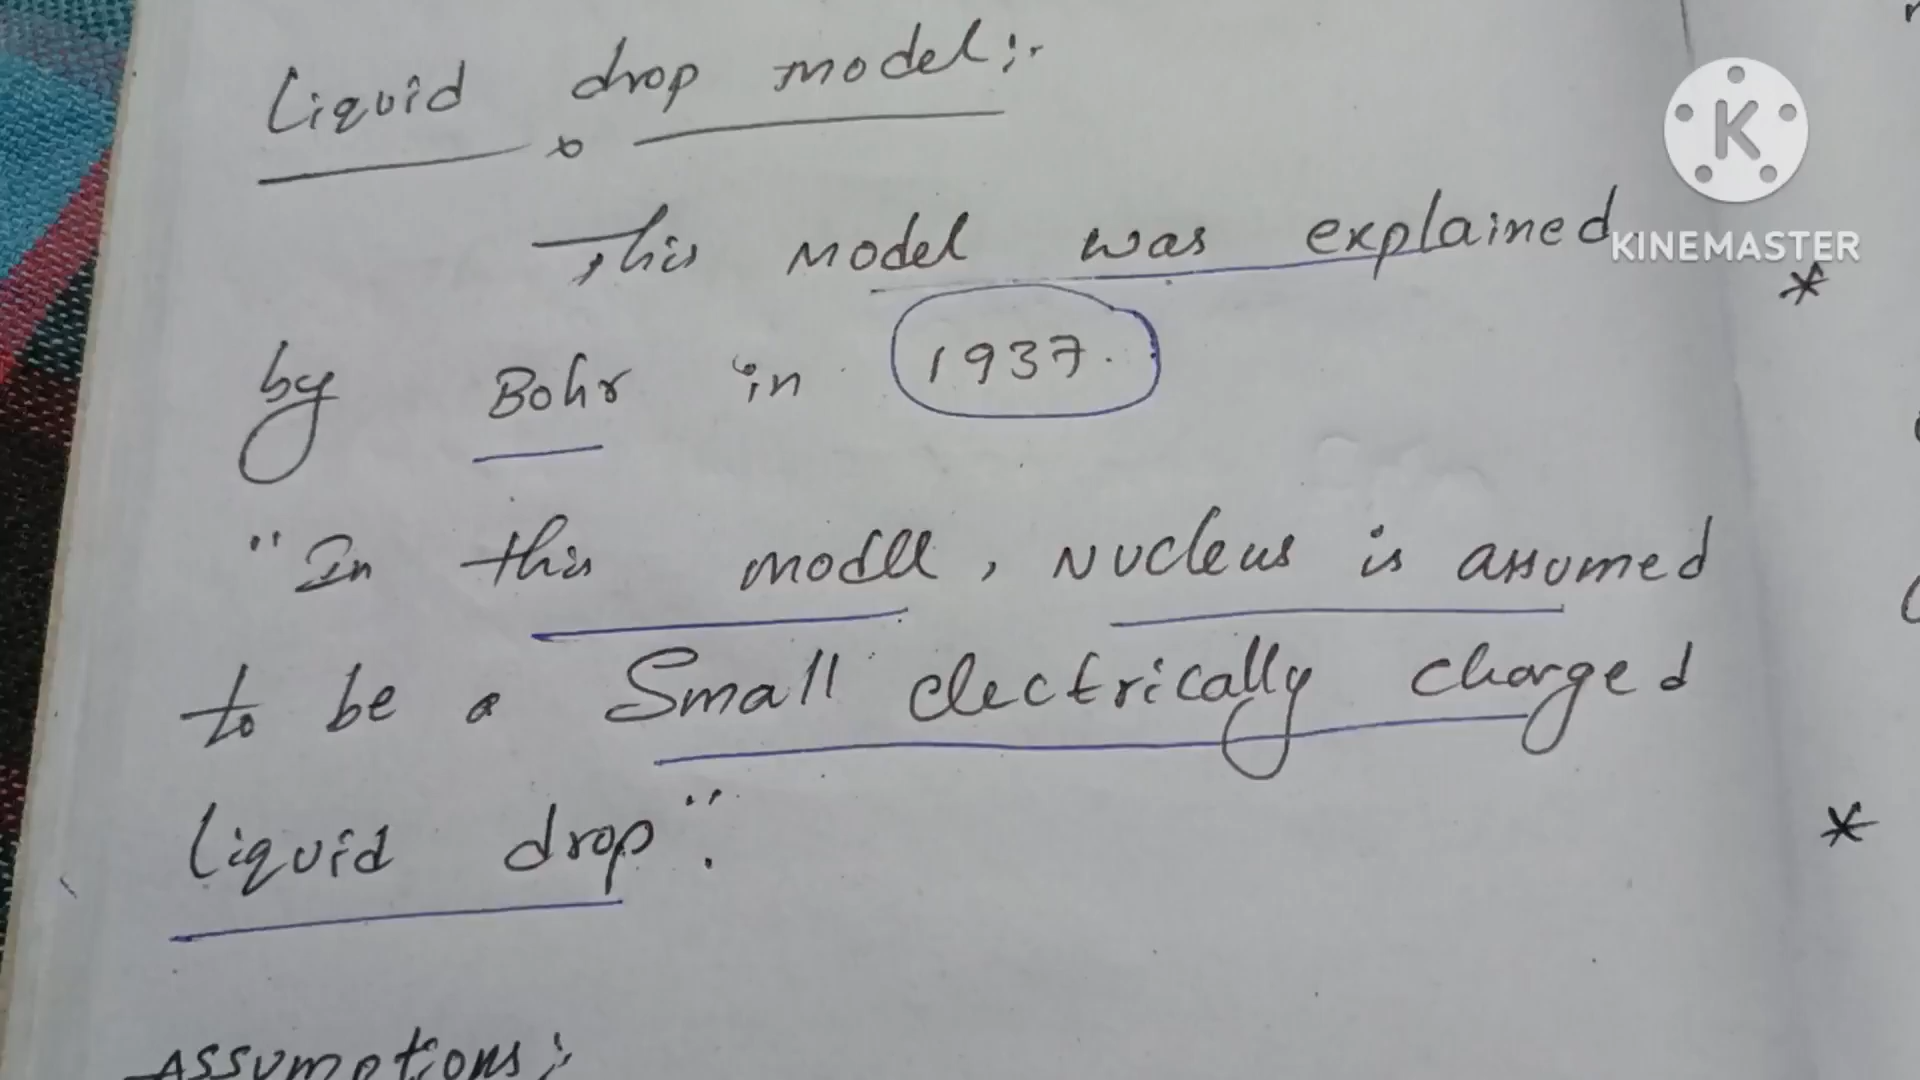 Liquid drop model:-
This model was explained
by Bohr in 1937.
"In this modll, Nucleus is assumed
to be a Small electrically charged
liquid drop".
Assumptions:
K
KINEMASTER
*
*